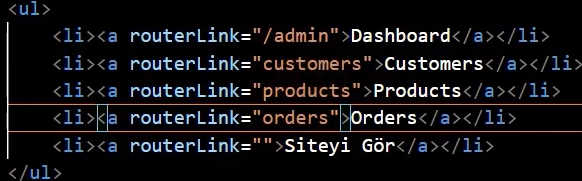 <ul>
<li><a routerLink="/admin">Dashboard</a></li>
<li><a routerLink="customers">Customers</a></li>
<li><a routerLink="products">Products</a></li>
<li><a routerLink="orders">Orders</a></li>
<li><a routerLink="">Siteyi Gör</a></li>
</ul>